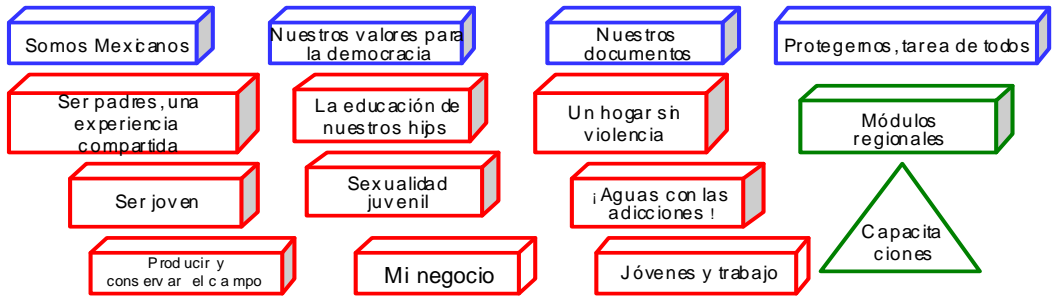 Somos Mexicanos
Nuestros valores para
la democracia
Nuestros
documentos
Protegernos, tarea de todos
Ser padres, una
experiencia
compartida
La educación de
nuestros hijos
Un hogar sin
violencia
Módulos
regionales
Ser joven
Sexualidad
juvenil
¡Aguas con las
adicciones!
Capacita
ciones
Producir y
conservar el campo
Mi negocio
Jóvenes y trabajo